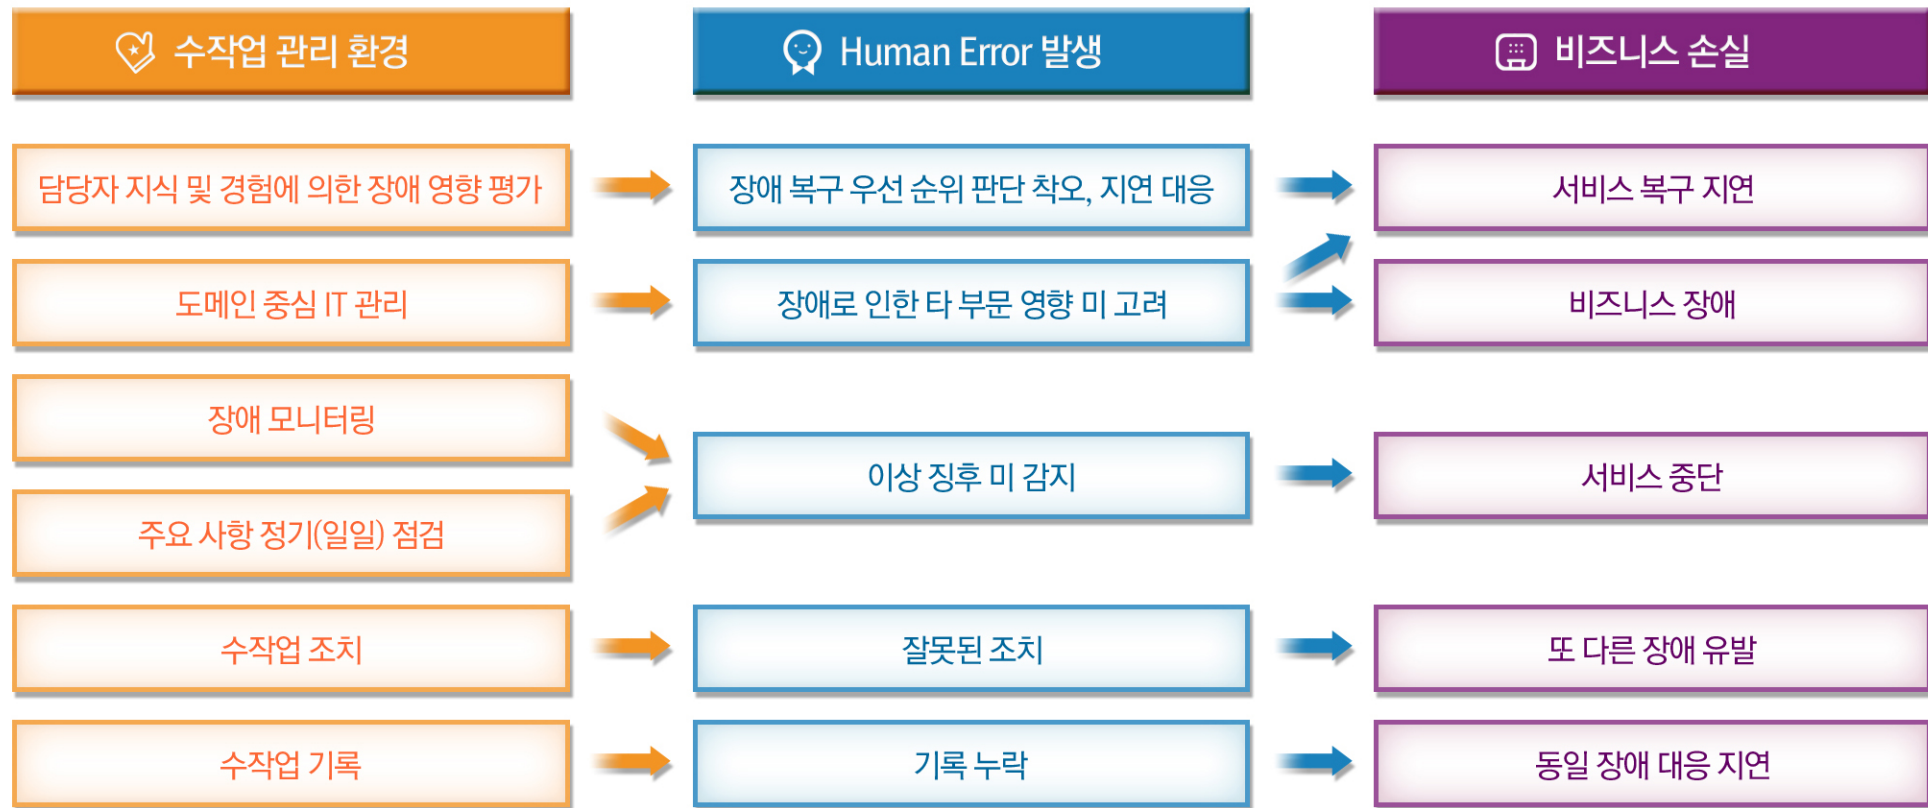 수작업 관리 환경
Human Error 발생
비즈니스 손실
담당자 지식 및 경험에 의한 장애 영향 평가
장애 복구 우선 순위 판단 착오, 지연 대응
서비스 복구 지연
도메인 중심 IT 관리
장애로 인한 타 부문 영향 미 고려
비즈니스 장애
장애 모니터링
이상 징후 미 감지
서비스 중단
주요 사항 정기(일일) 점검
수작업 조치
잘못된 조치
또 다른 장애 유발
수작업 기록
기록 누락
동일 장애 대응 지연